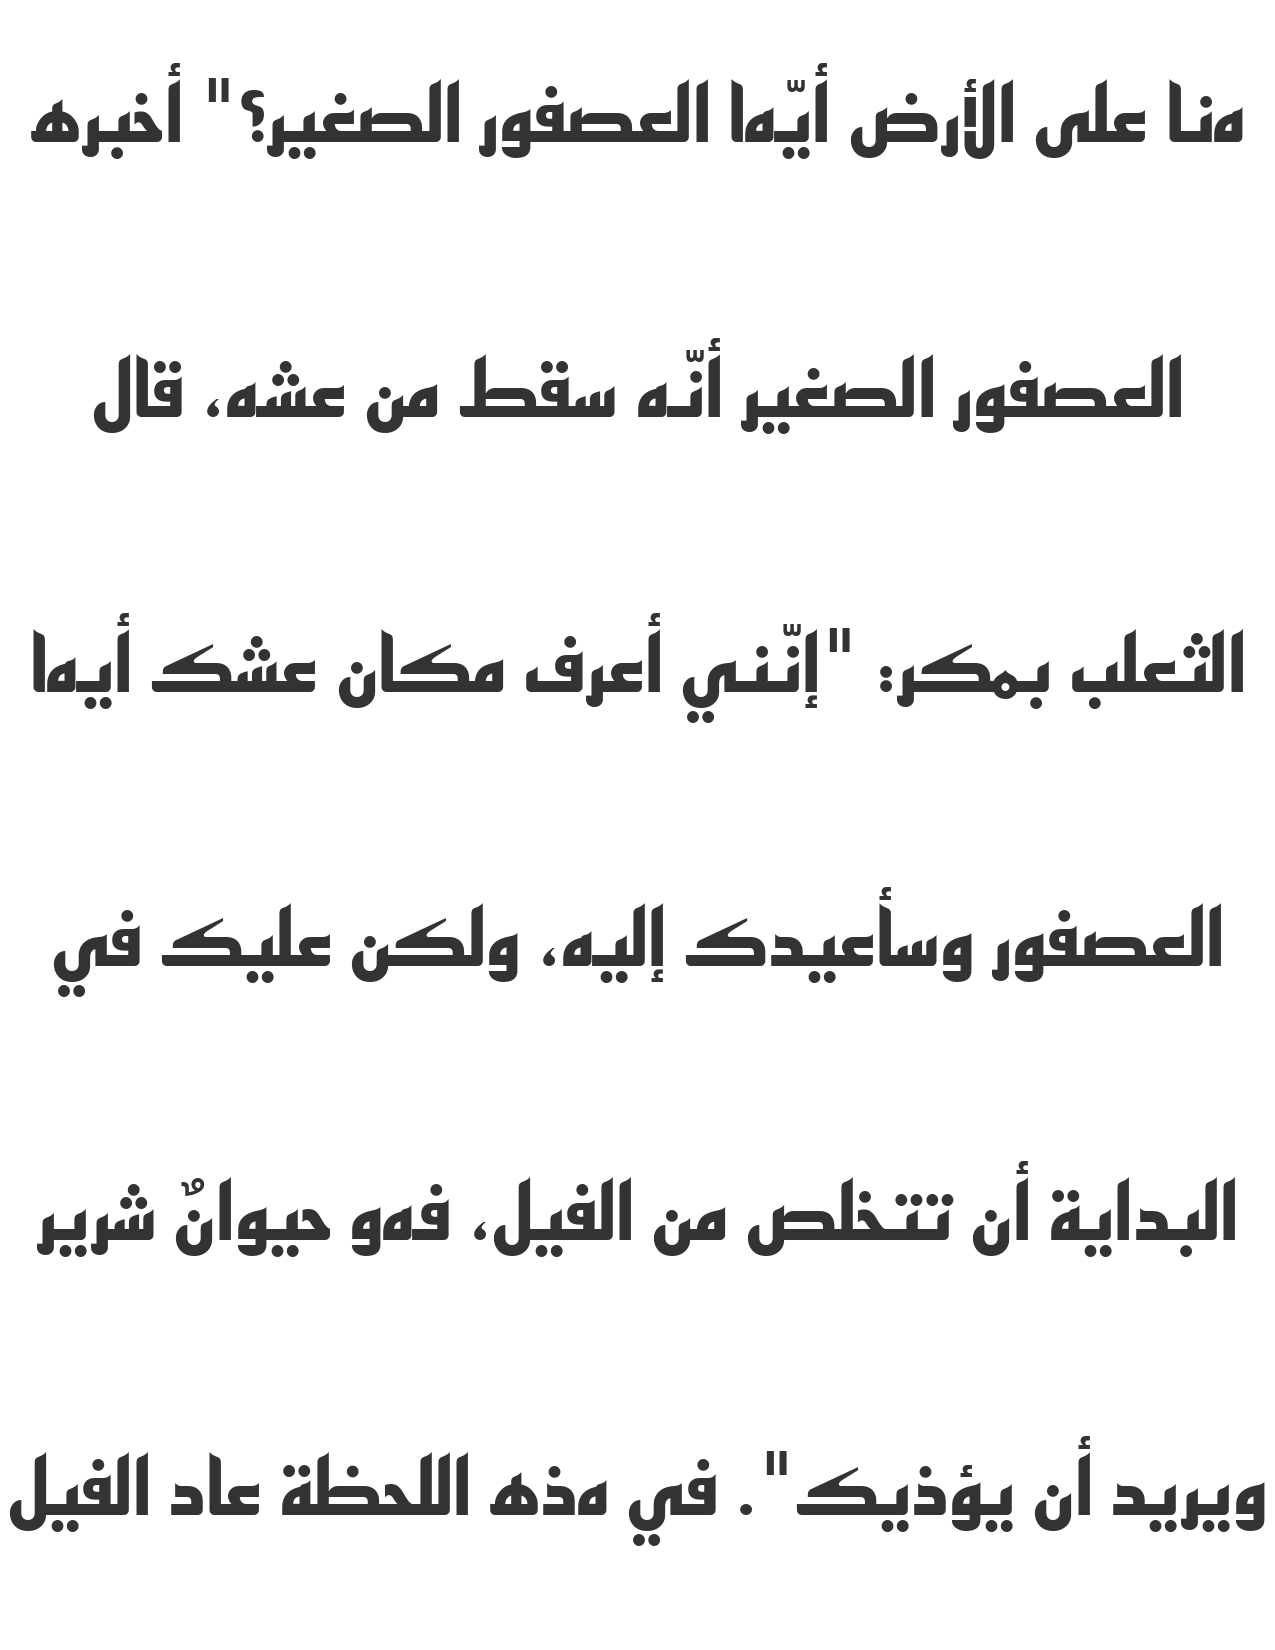 هنا على الأرض أيّها العصفور الصغير؟" أخبره
العصفور الصغير أنّه سقط من عشه، قال
الثعلب بمكر: "إنّني أعرف مكان عشك أيها
العصفور وسأعيدك إليه، ولكن عليك في
البداية أن تتخلص من الفيل، فهو حيوانٌ شرير
ويريد أن يؤذيك". في هذه اللحظة عاد الفيل